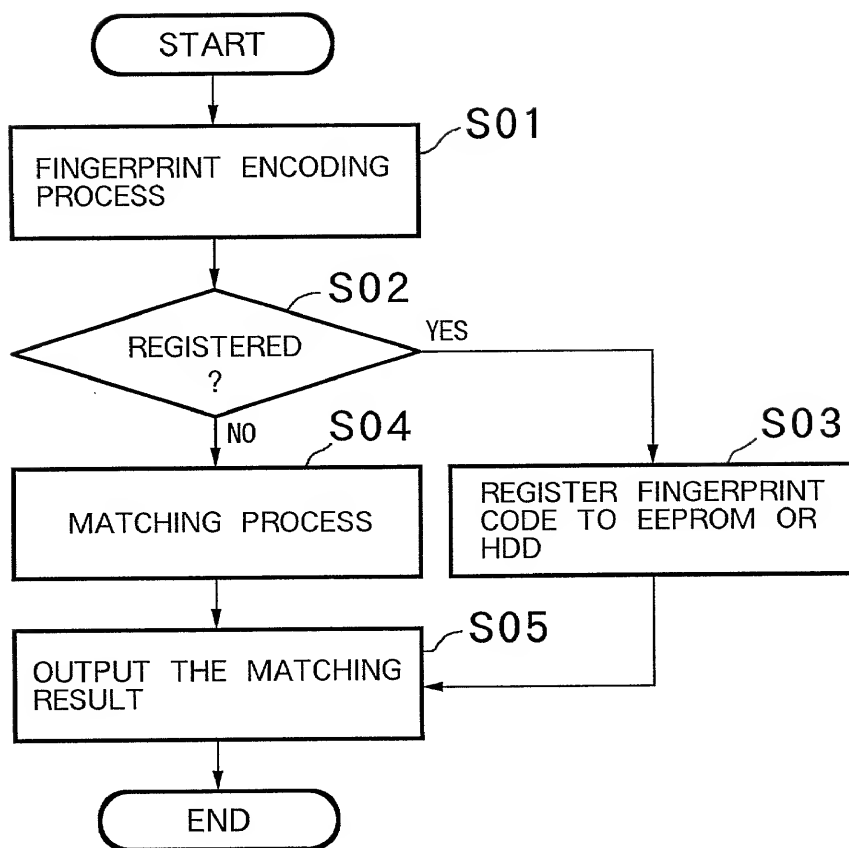 START
S01
FINGERPRINT ENCODING
PROCESS
S02
REGISTERED
?
YES
NO
S04
S03
MATCHING PROCESS
REGISTER FINGERPRINT
CODE TO EEPROM OR
HDD
S05
OUTPUT THE MATCHING
RESULT
END